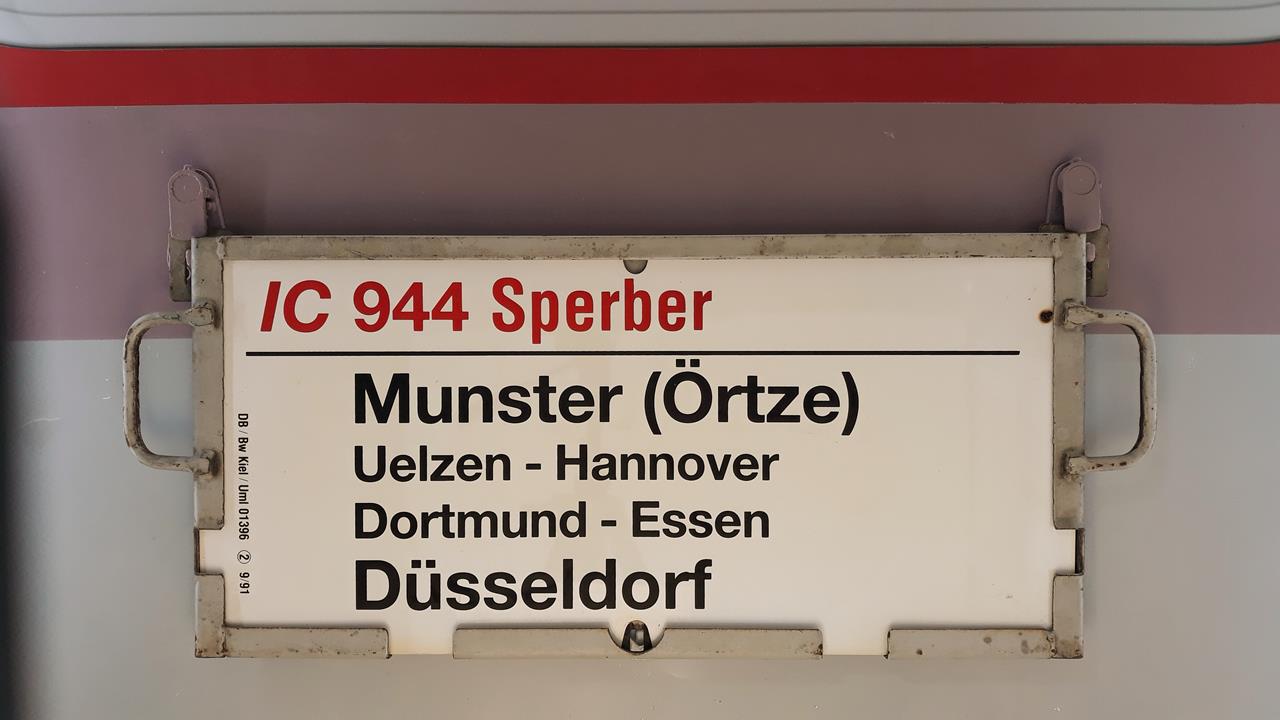 IC 944 Sperber
Munster (Örtze)
Uelzen - Hannover
Dortmund - Essen
Düsseldorf
DB / Bw Kiel / Uml 01396 ② 9/91